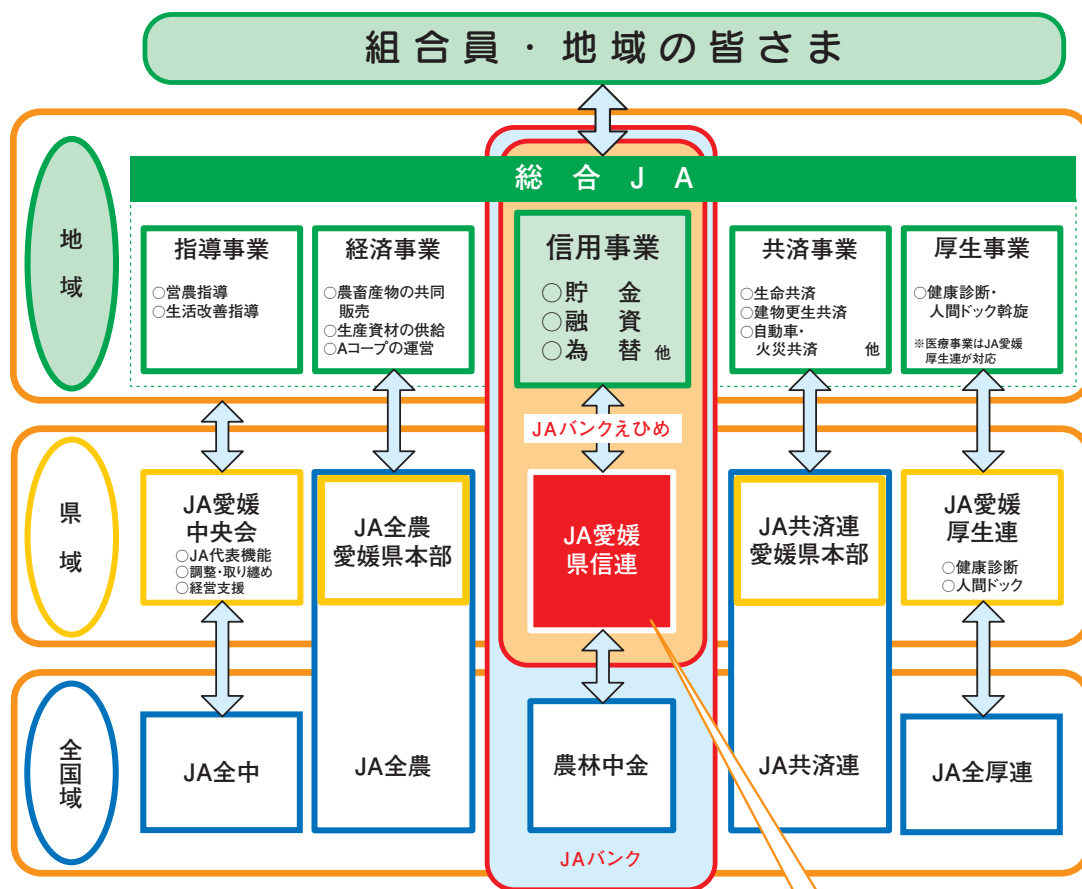 組合員・地域の皆さま
総合JA
地域
指導事業
○営農指導
○生活改善指導
経済事業
○農畜産物の共同
販売
○生産資材の供給
○Aコープの運営
信用事業
○貯金
○融資
○為替 他
共済事業
○生命共済
○建物更生共済
○自動車・
火災共済 他
厚生事業
○健康診断・
人間ドック斡旋
※医療事業はJA愛媛
厚生連が対応
JAバンクえひめ
県域
JA愛媛
中央会
○JA代表機能
○調整・取り纏め
○経営支援
JA全農
愛媛県本部
JA愛媛
県信連
JA共済連
愛媛県本部
JA愛媛
厚生連
○健康診断
○人間ドック
全国域
JA全中
JA全農
農林中金
JA共済連
JA全厚連
JAバンク